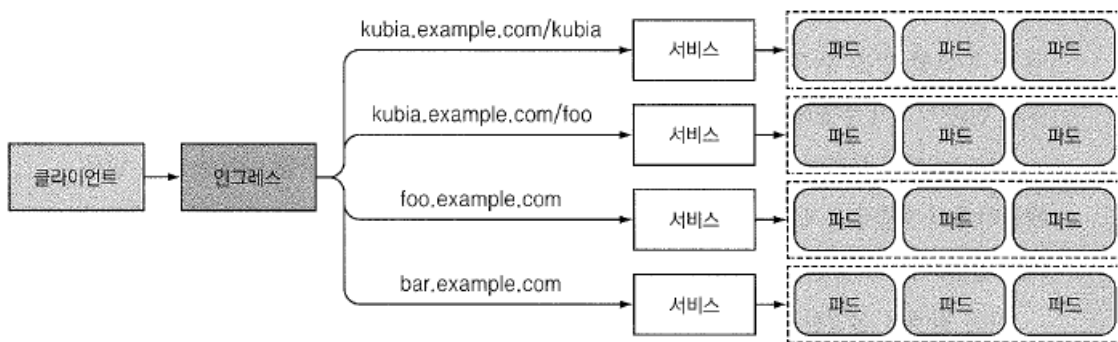 kubia.example.com/kubia
서비스
파드 파드 파드
kubia.example.com/foo
서비스
파드 파드 파드
클라이언트
인그레스
foo.example.com
서비스
파드 파드 파드
bar.example.com
서비스
파드 파드 파드